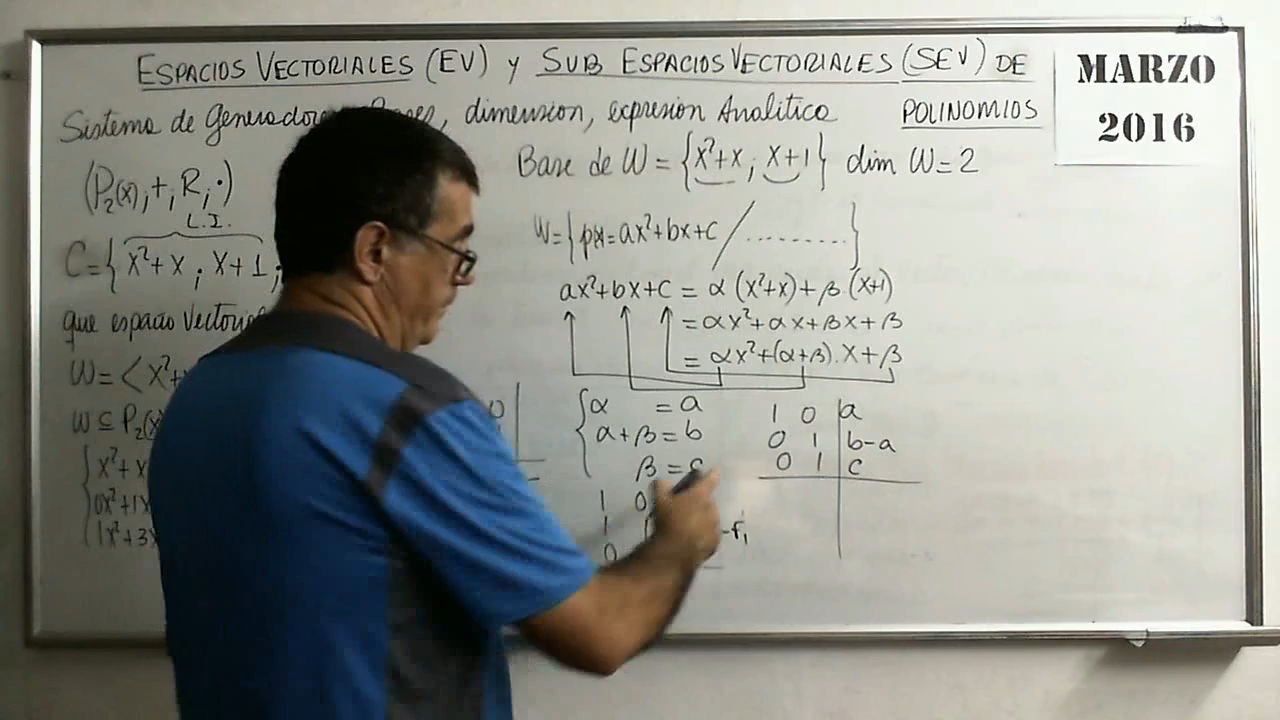 ESPACIOS VECTORIALES (EV) y SUB ESPACIOS VECTORIALES (SEV) DE
POLINOMIOS
MARZO
2016
Sistema de , dimension, expresion Analitica
(P₂(x), +, R, ·)
L.I.
C={ x²+x ; x+1 ;
que espacio
W=<x²+
W⊆P₂(x
x²+x
0x²+1x
1x²+3x
Base de W = {x²+x ; x+1} dim W=2
W={p(x)=ax²+bx+c / ..........}
ax²+bx+c = α (x²+x)+β (x+1)
= αx²+αx+βx+β
= αx²+(α+β).x+β
α = a
α+β=b
β=c
1 0
1 1 -f₁
0
1 0 a
0 1 b-a
0 1 c